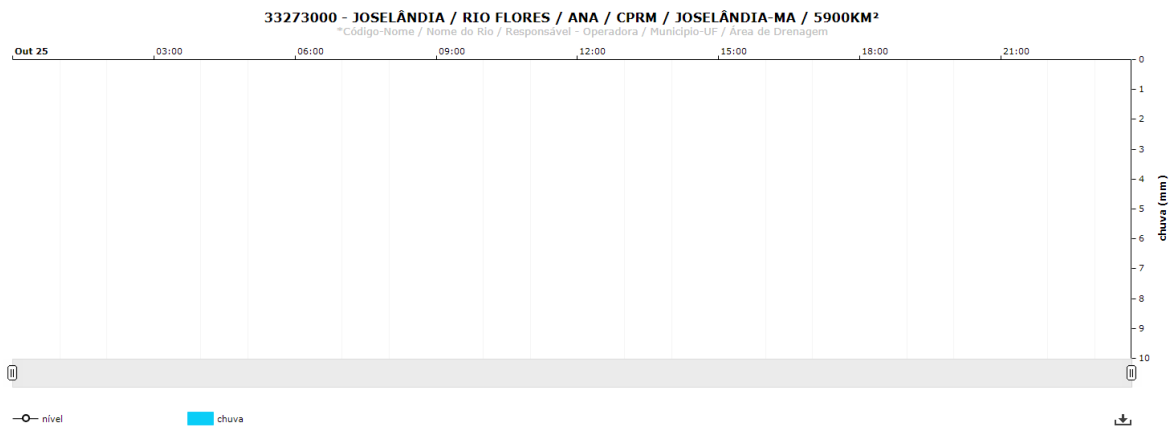 33273000 - JOSELÂNDIA / RIO FLORES / ANA / CPRM / JOSELÂNDIA-MA / 5900KM²
*Código-Nome / Nome do Rio / Responsável - Operadora / Municipio-UF / Área de Drenagem
Out 25 03:00 06:00 09:00 12:00 15:00 18:00 21:00
0
1
2
3
4
5
6
7
8
9
10
chuva (mm)
nível chuva